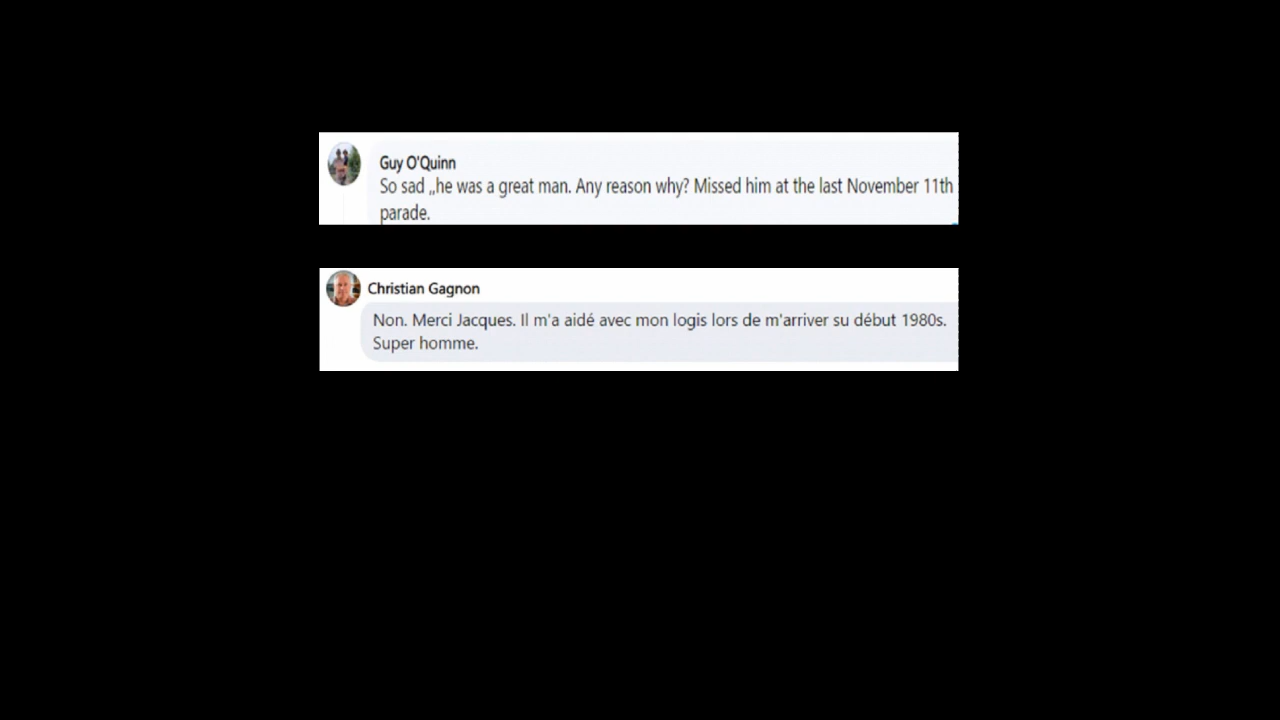 Guy O'Quinn
So sad ,,he was a great man. Any reason why? Missed him at the last November 11th
parade.
Christian Gagnon
Non. Merci Jacques. Il m'a aidé avec mon logis lors de m'arriver su début 1980s.
Super homme.